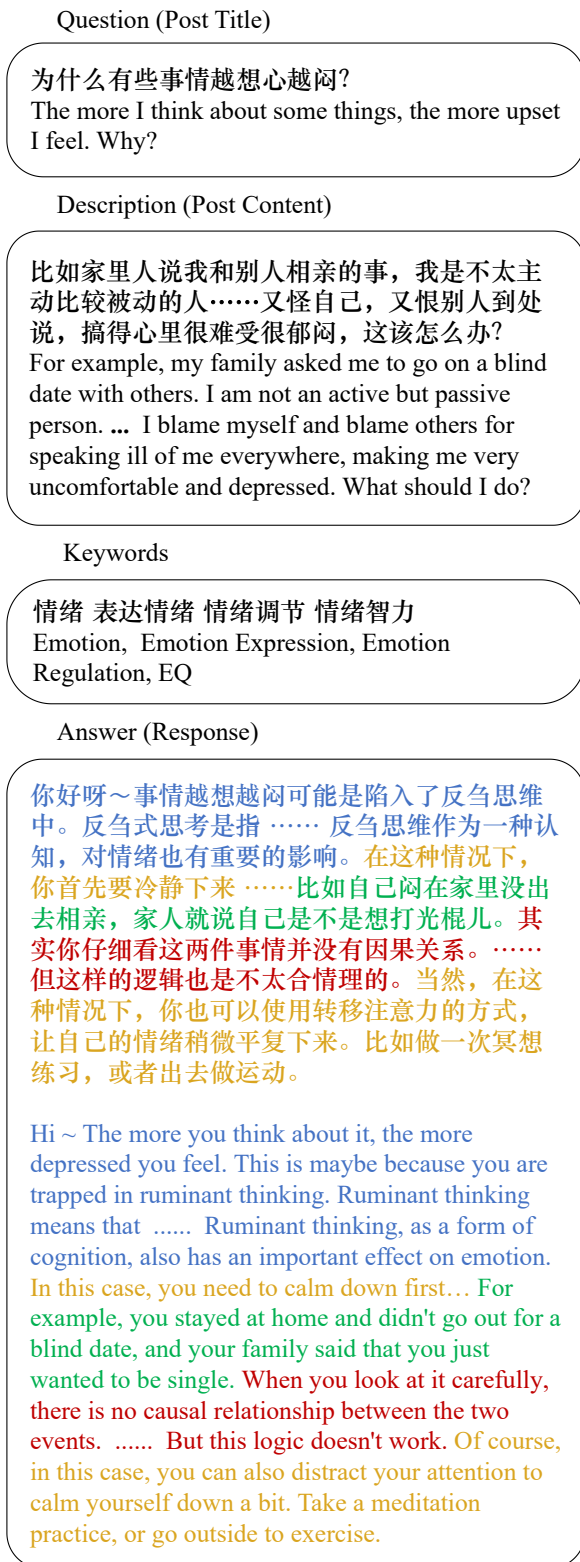 Question (Post Title)
为什么有些事情越想心越闷?
The more I think about some things, the more upset
I feel. Why?
Description (Post Content)
比如家里人说我和别人相亲的事，我是不太主
动比较被动的人……又怪自己，又恨别人到处
说，搞得心里很难受很郁闷，这该怎么办?
For example, my family asked me to go on a blind
date with others. I am not an active but passive
person. ... I blame myself and blame others for
speaking ill of me everywhere, making me very
uncomfortable and depressed. What should I do?
Keywords
情绪 表达情绪 情绪调节 情绪智力
Emotion, Emotion Expression, Emotion
Regulation, EQ
Answer (Response)
你好呀～事情越想越闷可能是陷入了反刍思维
中。反刍式思考是指 …… 反刍思维作为一种认
知，对情绪也有重要的影响。在这种情况下，
你首先要冷静下来 ……比如自己闷在家里没出
去相亲，家人就说自己是不是想打光棍儿。其
实你仔细看这两件事情并没有因果关系。……
但这样的逻辑也是不太合情理的。当然，在这
种情况下，你也可以使用转移注意力的方式，
让自己的情绪稍微平复下来。比如做一次冥想
练习，或者出去做运动。
Hi ~ The more you think about it, the more
depressed you feel. This is maybe because you are
trapped in ruminant thinking. Ruminant thinking
means that ...... Ruminant thinking, as a form of
cognition, also has an important effect on emotion.
In this case, you need to calm down first… For
example, you stayed at home and didn't go out for a
blind date, and your family said that you just
wanted to be single. When you look at it carefully,
there is no causal relationship between the two
events. ...... But this logic doesn't work. Of course,
in this case, you can also distract your attention to
calm yourself down a bit. Take a meditation
practice, or go outside to exercise.